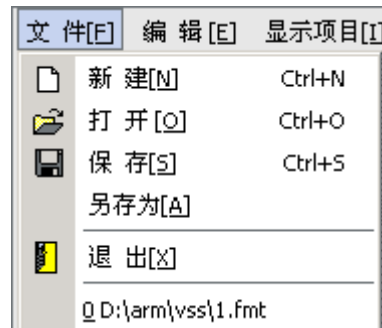 文 件[F] 编 辑[E] 显示项目[I]
新 建[N] Ctrl+N
打 开[O] Ctrl+O
保 存[S] Ctrl+S
另存为[A]
退 出[X]
0 D:\arm\vss\1.fmt